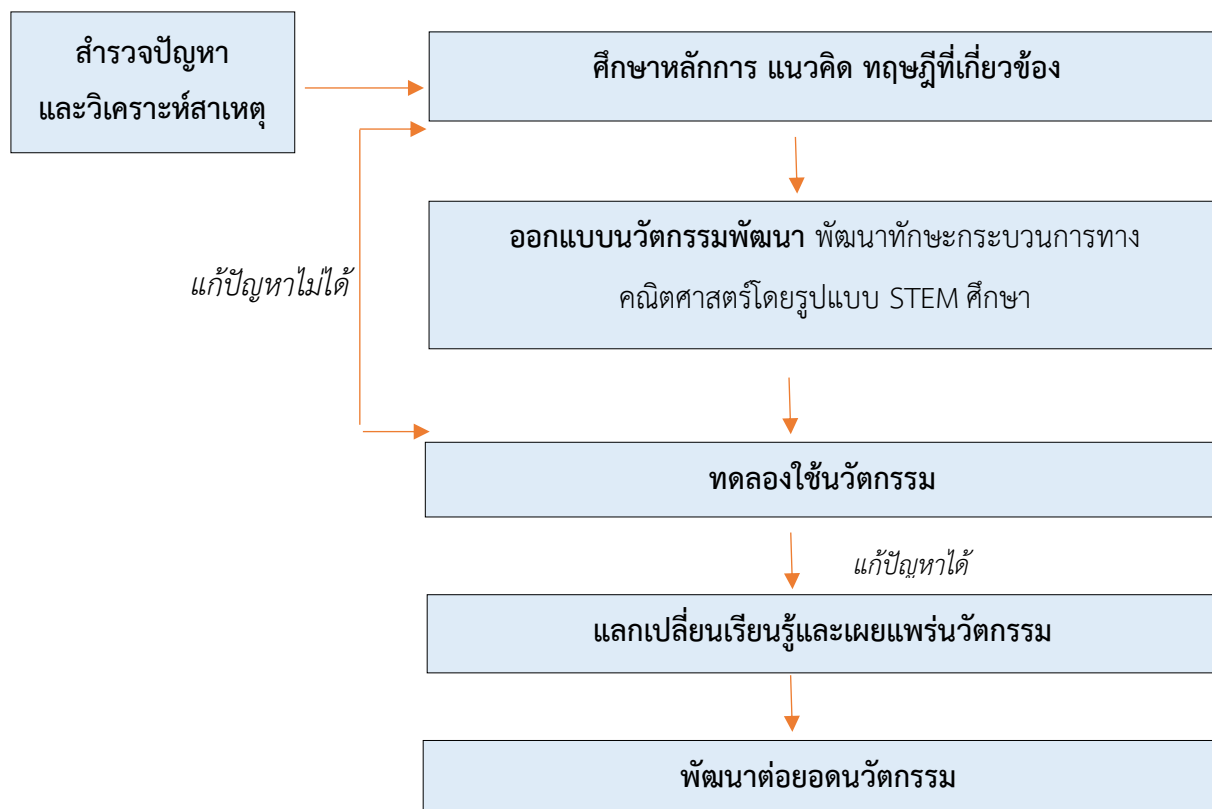 สำรวจปัญหา
และวิเคราะห์สาเหตุ
ศึกษาหลักการ แนวคิด ทฤษฎีที่เกี่ยวข้อง
ออกแบบนวัตกรรมพัฒนา พัฒนาทักษะกระบวนการทาง
คณิตศาสตร์โดยรูปแบบ STEM ศึกษา
แก้ปัญหาไม่ได้
ทดลองใช้นวัตกรรม
แก้ปัญหาได้
แลกเปลี่ยนเรียนรู้และเผยแพร่นวัตกรรม
พัฒนาต่อยอดนวัตกรรม